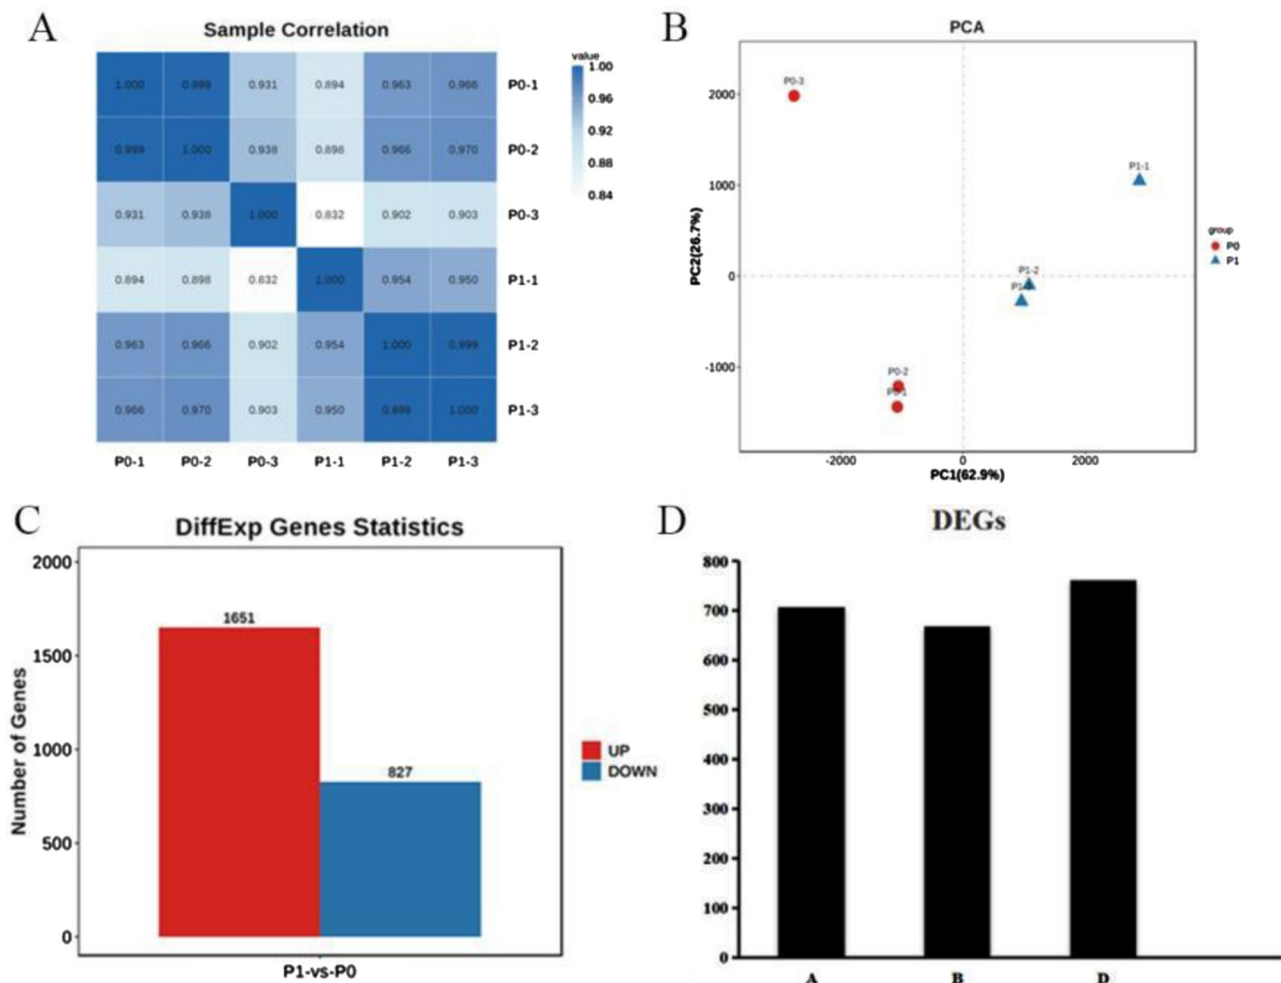 A
Sample Correlation
1.000 0.999 0.931 0.894 0.963 0.966 P0-1
0.999 1.000 0.938 0.898 0.966 0.970 P0-2
0.931 0.938 1.000 0.832 0.902 0.903 P0-3
0.894 0.898 0.832 1.000 0.954 0.950 P1-1
0.963 0.966 0.902 0.954 1.000 0.999 P1-2
0.966 0.970 0.903 0.950 0.999 1.000 P1-3
P0-1 P0-2 P0-3 P1-1 P1-2 P1-3
value
1.00
0.96
0.92
0.88
0.84
B
PCA
PC2(26.7%)
2000
1000
0
-1000
P0-3
P1-1
P1-2
P0-2
-2000 0 2000
PC1(62.9%)
group
P0
P1
C
DiffExp Genes Statistics
Number of Genes
2000
1500
1000
500
0
1651
827
P1-vs-P0
UP
DOWN
D
DEGs
800
700
600
500
400
300
200
100
0
A B D